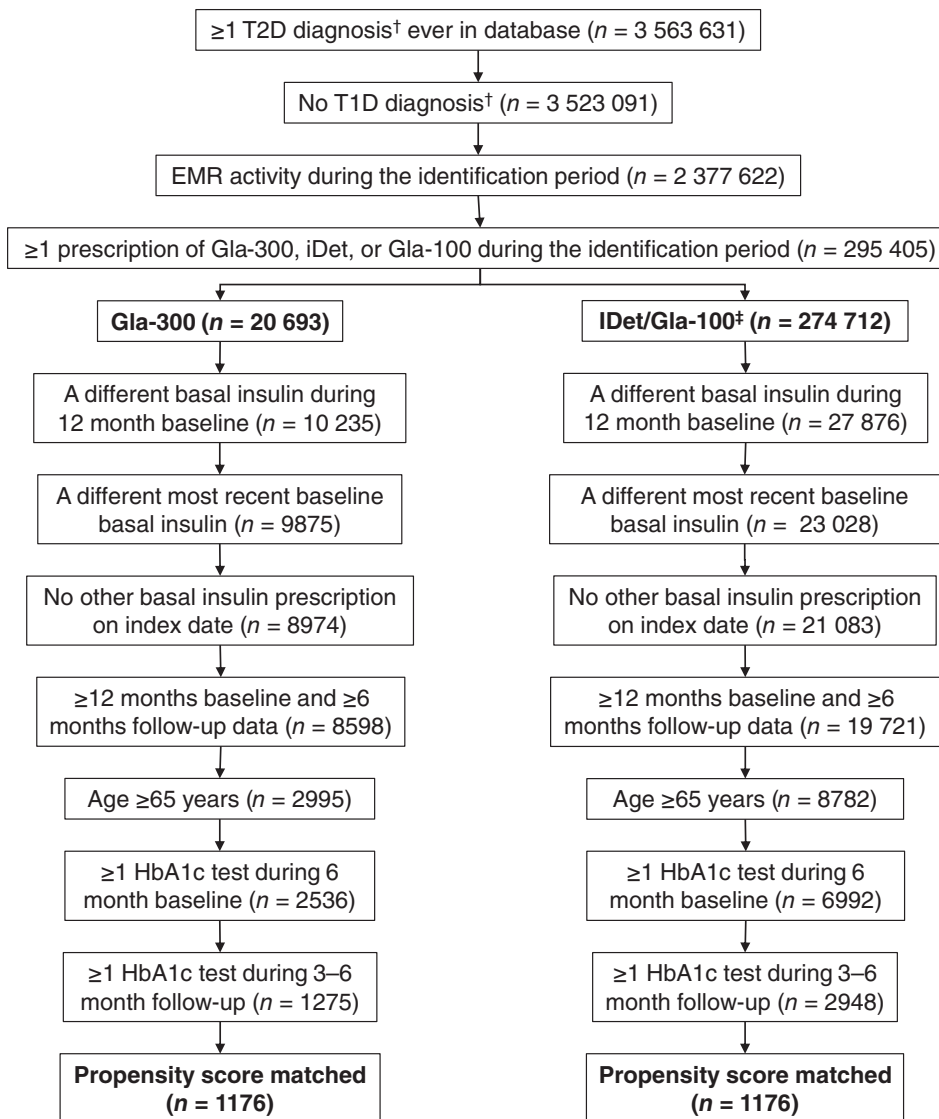 ≥1 T2D diagnosis† ever in database (n = 3 563 631)
No T1D diagnosis† (n = 3 523 091)
EMR activity during the identification period (n = 2 377 622)
≥1 prescription of Gla-300, iDet, or Gla-100 during the identification period (n = 295 405)
Gla-300 (n = 20 693)
A different basal insulin during
12 month baseline (n = 10 235)
A different most recent baseline
basal insulin (n = 9875)
No other basal insulin prescription
on index date (n = 8974)
≥12 months baseline and ≥6
months follow-up data (n = 8598)
Age ≥65 years (n = 2995)
≥1 HbA1c test during 6
month baseline (n = 2536)
≥1 HbA1c test during 3–6
month follow-up (n = 1275)
Propensity score matched
(n = 1176)
IDet/Gla-100‡ (n = 274 712)
A different basal insulin during
12 month baseline (n = 27 876)
A different most recent baseline
basal insulin (n = 23 028)
No other basal insulin prescription
on index date (n = 21 083)
≥12 months baseline and ≥6
months follow-up data (n = 19 721)
Age ≥65 years (n = 8782)
≥1 HbA1c test during 6
month baseline (n = 6992)
≥1 HbA1c test during 3–6
month follow-up (n = 2948)
Propensity score matched
(n = 1176)